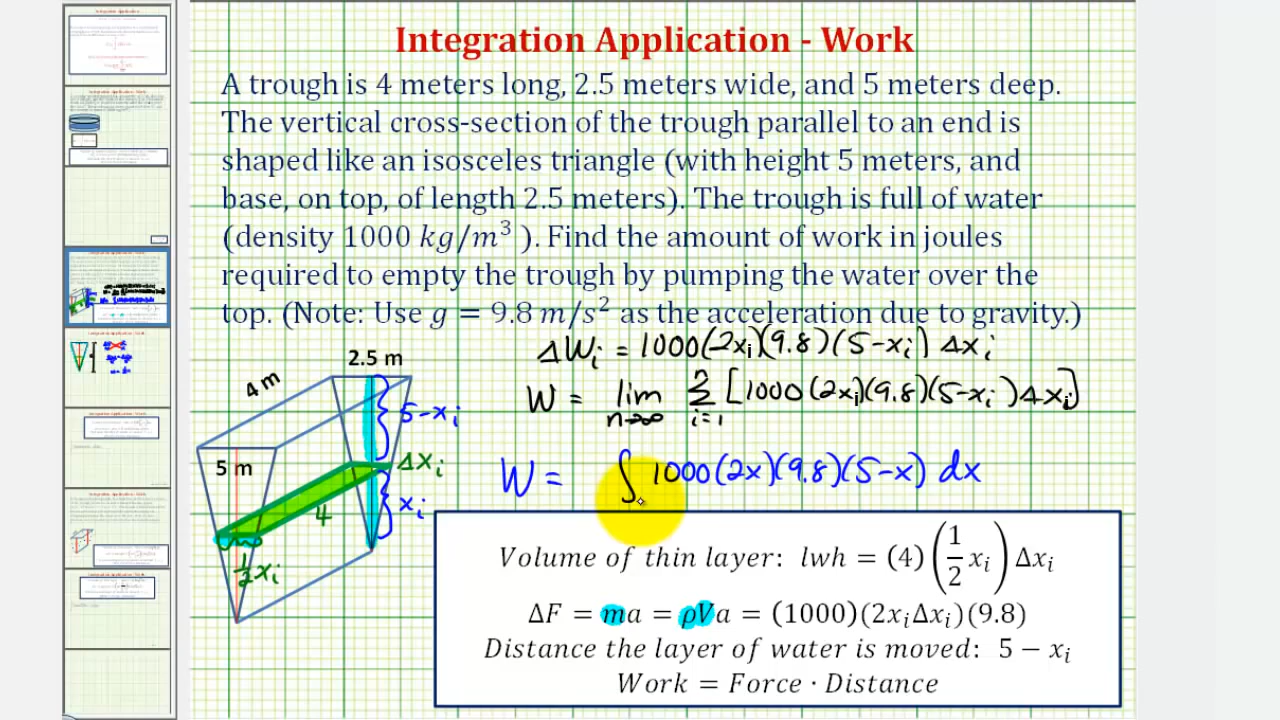 Integration Application - Work
A trough is 4 meters long, 2.5 meters wide, and 5 meters deep.
The vertical cross-section of the trough parallel to an end is
shaped like an isosceles triangle (with height 5 meters, and
base, on top, of length 2.5 meters). The trough is full of water
(density 1000 kg/m³ ). Find the amount of work in joules
required to empty the trough by pumping the water over the
top. (Note: Use g = 9.8 m/s² as the acceleration due to gravity.)
ΔWᵢ = 1000(2xᵢ)(9.8)(5-xᵢ) Δxᵢ
2.5 m
4 m
W = lim n→∞ Σ i=1 n [1000(2xᵢ)(9.8)(5-xᵢ)Δxᵢ]
5-xᵢ
5 m
Δxᵢ
W = ∫ 1000(2x)(9.8)(5-x) dx
xᵢ
4
½xᵢ
Volume of thin layer: lwh = (4)(1/2 xᵢ)Δxᵢ
ΔF = ma = ρVa = (1000)(2xᵢΔxᵢ)(9.8)
Distance the layer of water is moved: 5 − xᵢ
Work = Force · Distance